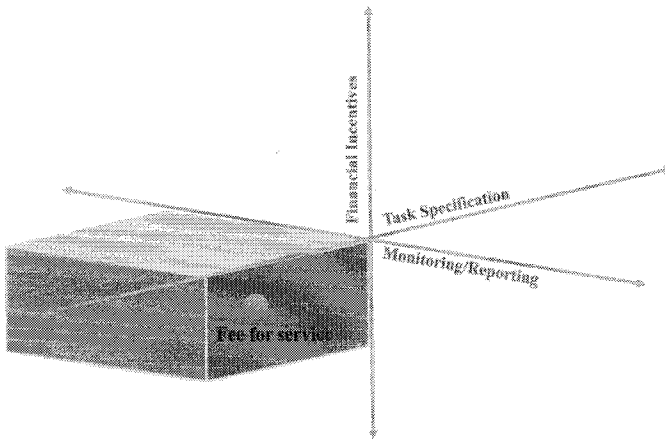 Financial Incentives
Task Specification
Monitoring/Reporting
Fee for service